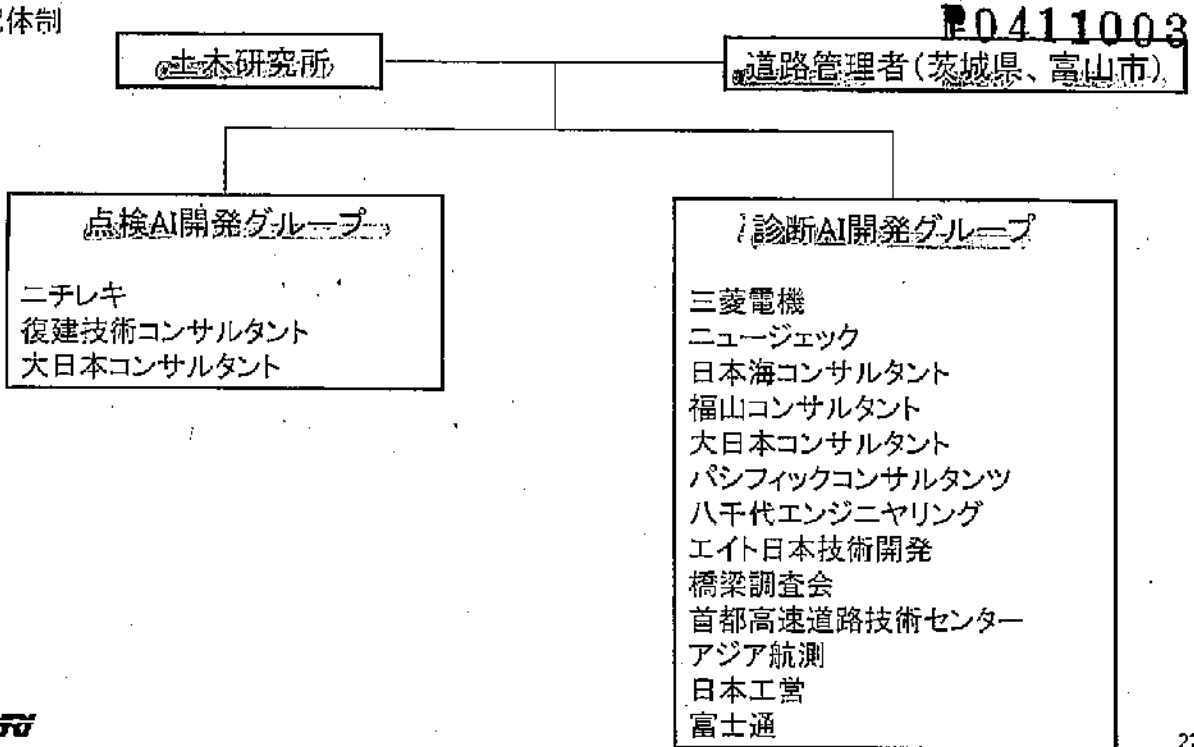 体制
0411003
土木研究所
道路管理者(茨城県、富山市)
点検AI開発グループ
ニチレキ
復建技術コンサルタント
大日本コンサルタント
診断AI開発グループ
三菱電機
ニュージェック
日本海コンサルタント
福山コンサルタント
大日本コンサルタント
パシフィックコンサルタンツ
八千代エンジニヤリング
エイト日本技術開発
橋梁調査会
首都高速道路技術センター
アジア航測
日本工営
富士通